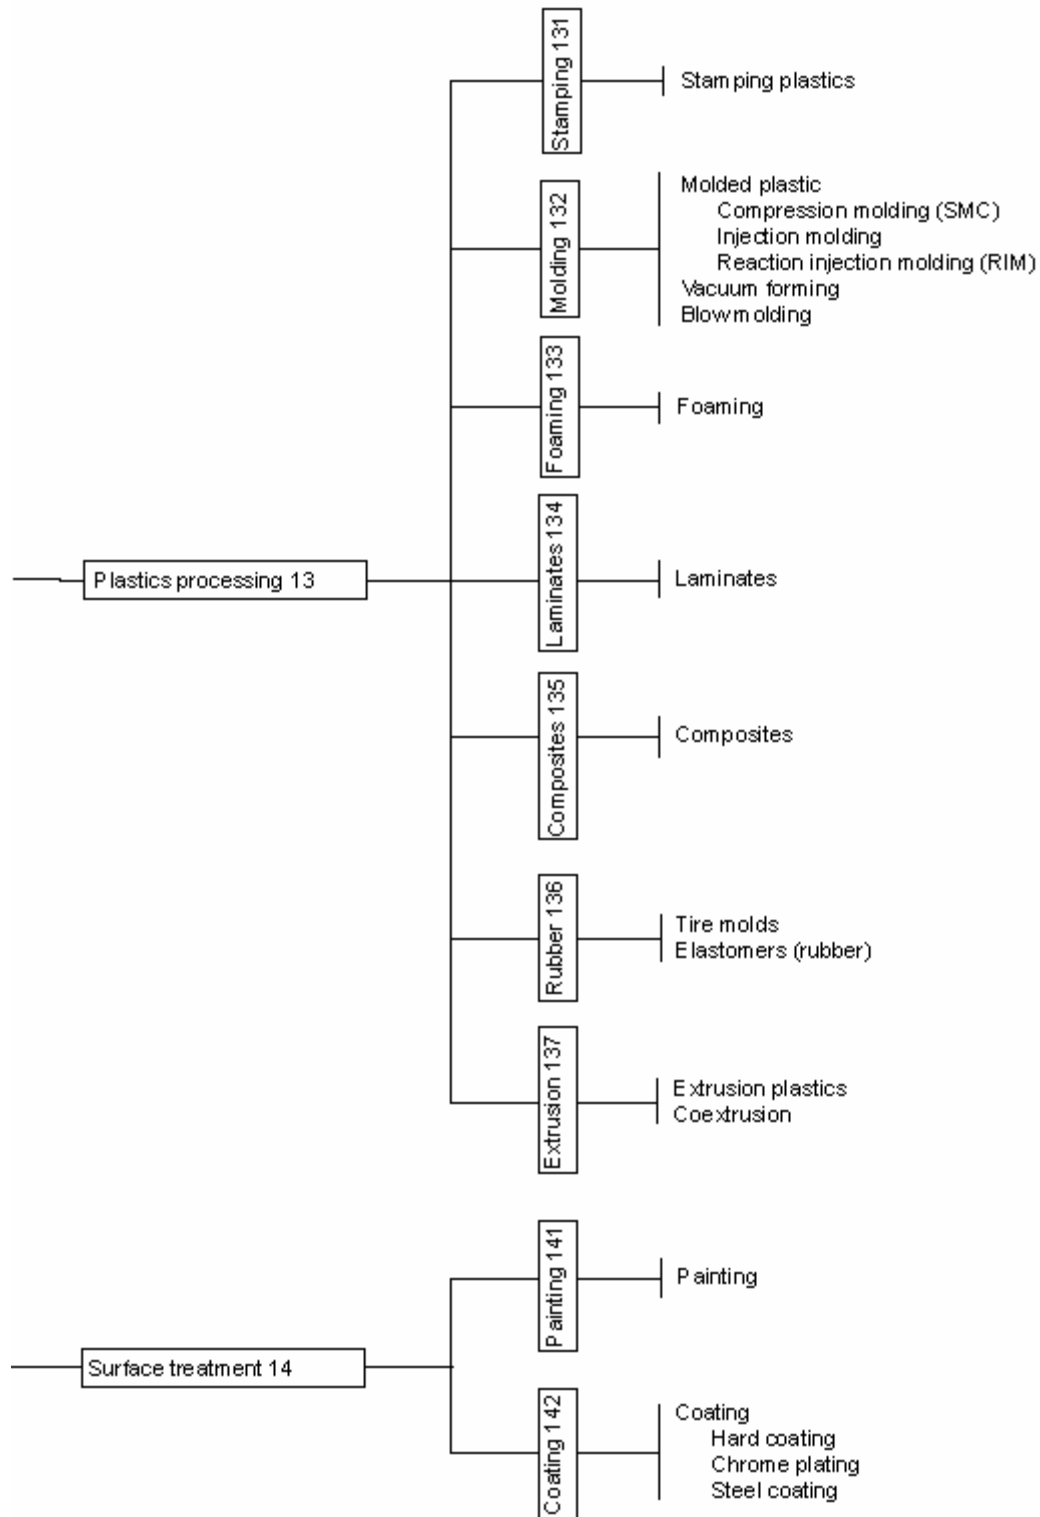 Stamping 131
Stamping plastics
Molding 132
Molded plastic
Compression molding (SMC)
Injection molding
Reaction injection molding (RIM)
Vacuum forming
Blow molding
Foaming 133
Foaming
Plastics processing 13
Laminates 134
Laminates
Composites 135
Composites
Rubber 136
Tire molds
Elastomers (rubber)
Extrusion 137
Extrusion plastics
Coextrusion
Painting 141
Painting
Surface treatment 14
Coating 142
Coating
Hard coating
Chrome plating
Steel coating